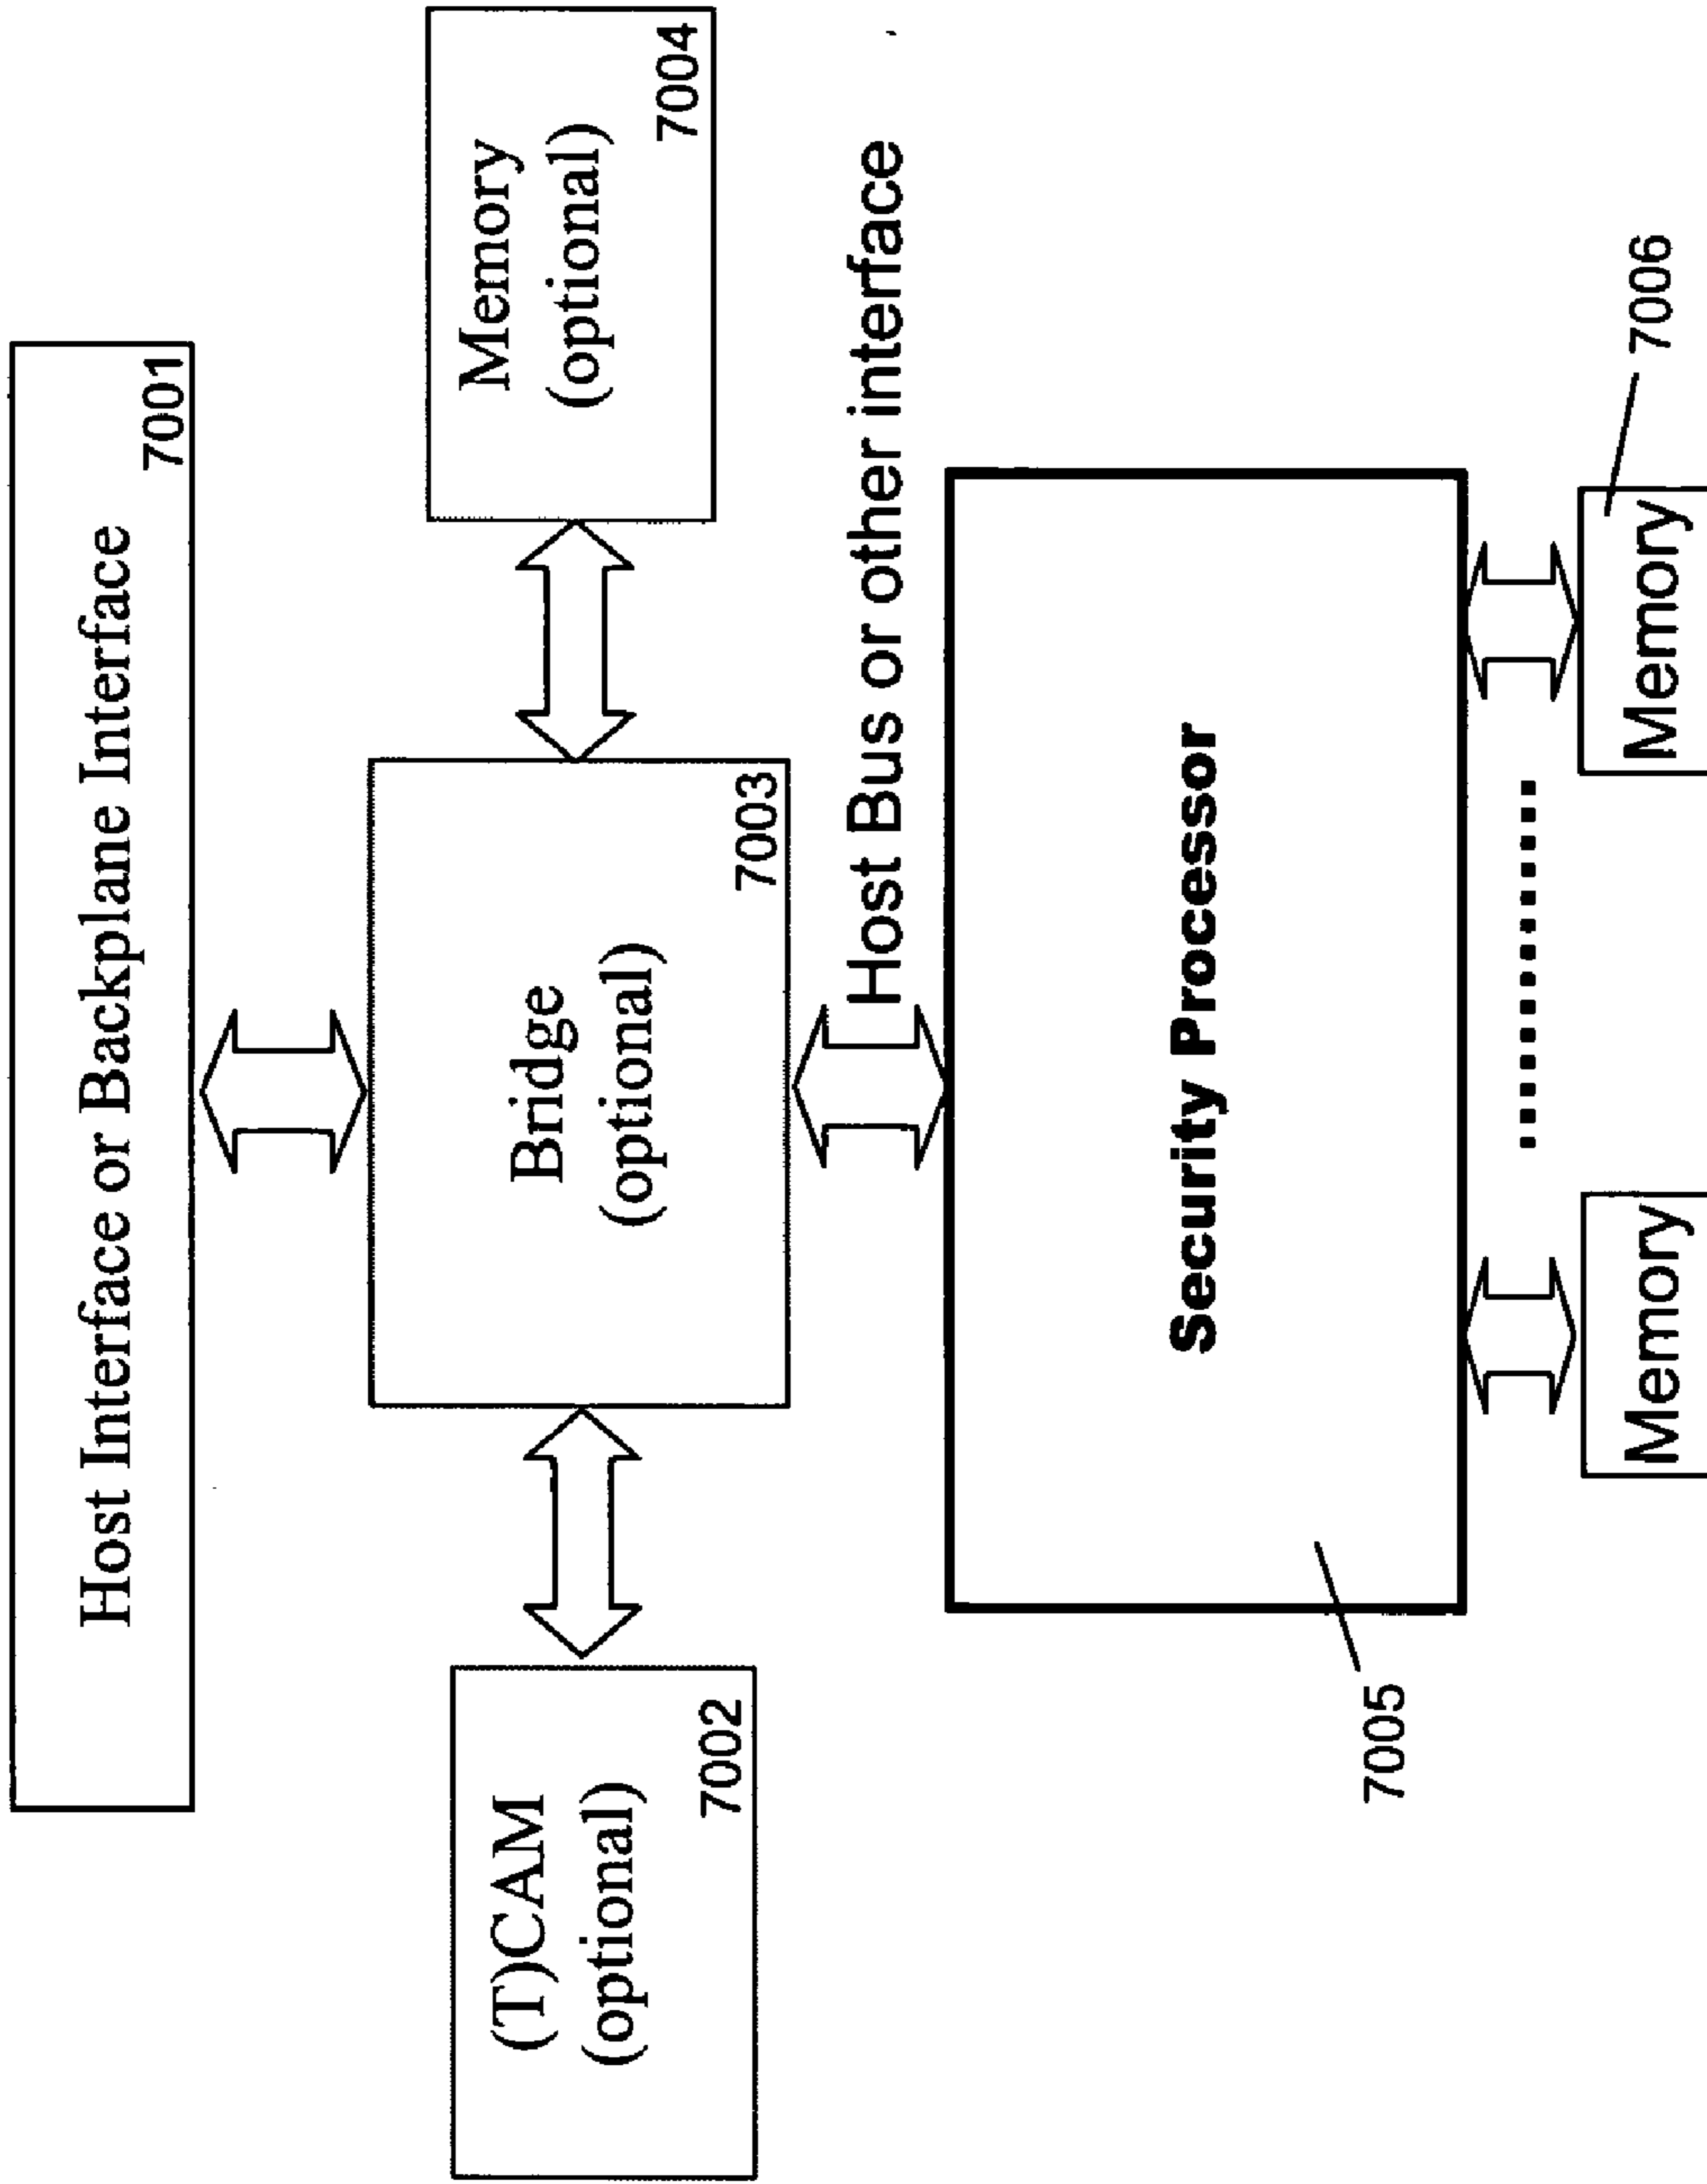 Host Interface or Backplane Interface
7001
(T)CAM
(optional)
7002
Bridge
(optional)
7003
Memory
(optional)
7004
Host Bus or other interface
Security Processor
7005
Memory
Memory
7006